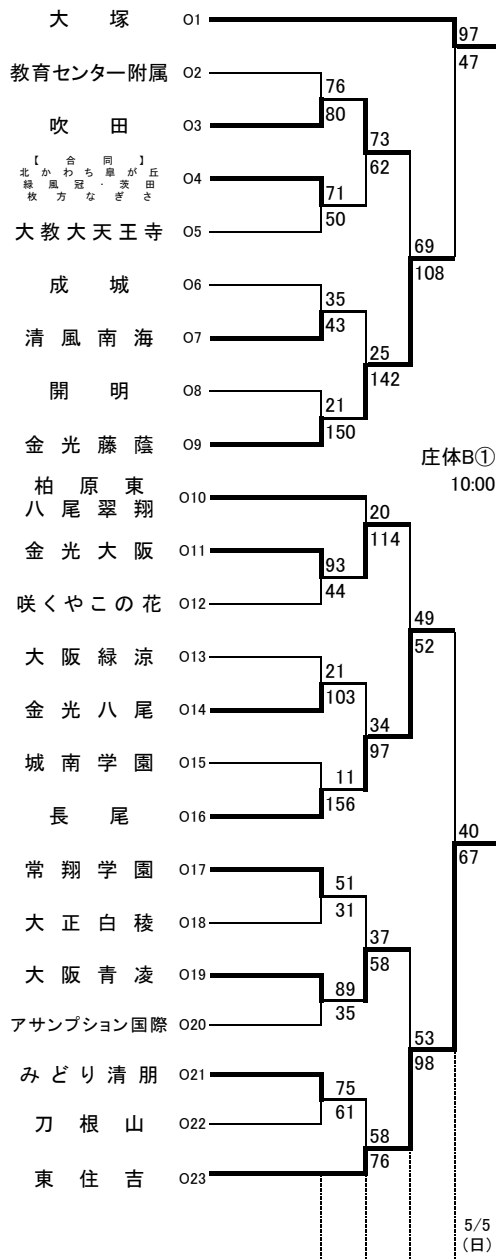 大塚 O1
97
47
教育センター附属 O2
76
80
吹田 O3
73
62
【合同】
北かわち皐が丘
緑風冠・茨田
枚方なぎさ
O4
71
50
大教大天王寺 O5
69
108
成城 O6
35
43
清風南海 O7
25
142
開明 O8
21
150
金光藤蔭 O9
庄体B①
10:00
柏原東
八尾翠翔
O10
20
114
金光大阪 O11
93
44
咲くやこの花 O12
49
52
大阪緑涼 O13
21
103
金光八尾 O14
34
97
城南学園 O15
11
156
長尾 O16
40
67
常翔学園 O17
51
31
大正白稜 O18
37
58
大阪青凌 O19
89
35
アサンプション国際 O20
53
98
みどり清朋 O21
75
61
刀根山 O22
58
76
東住吉 O23
5/5
(日)